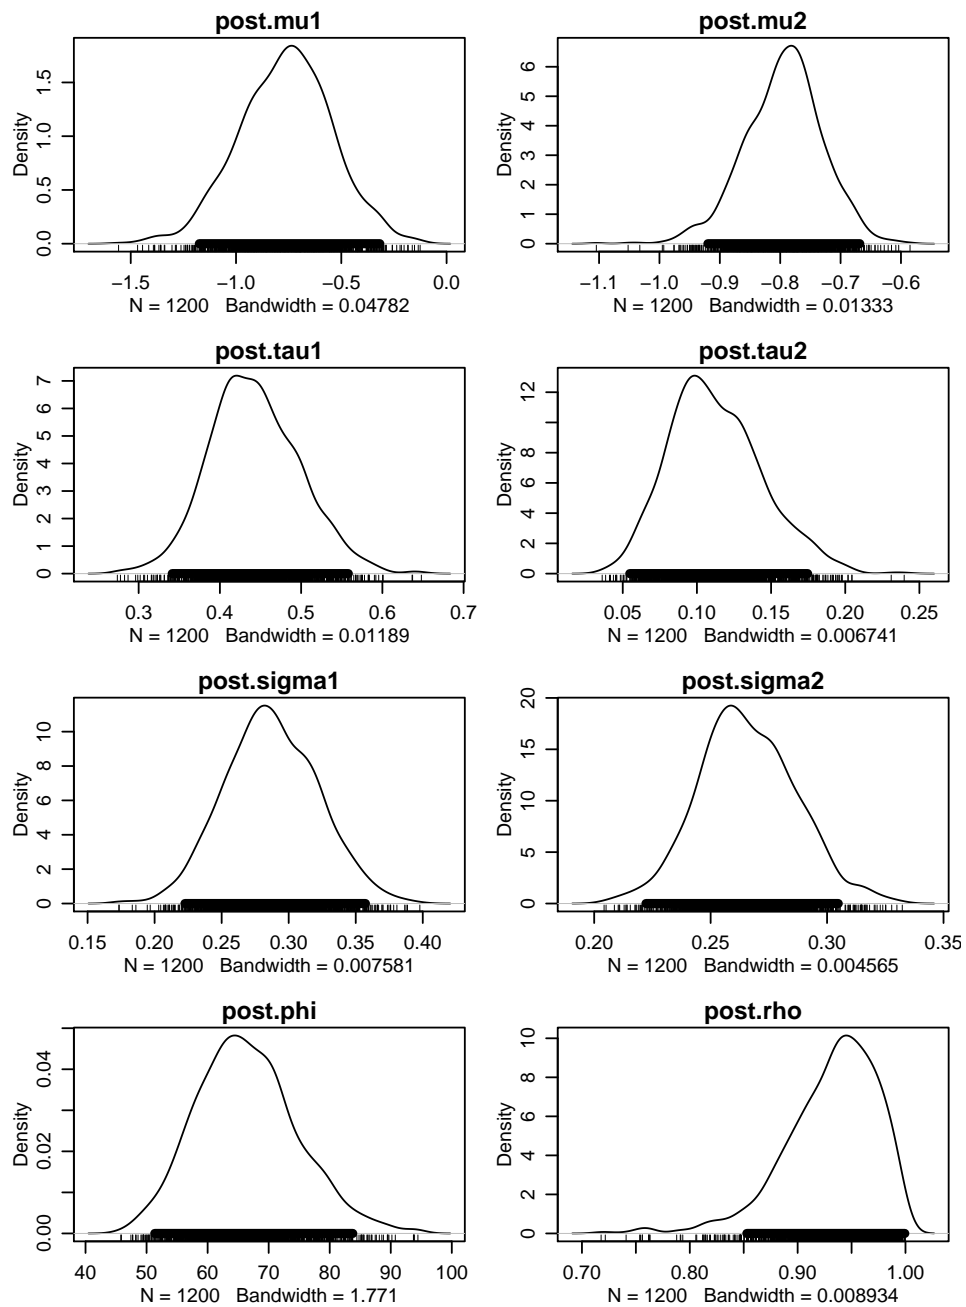 post.mu1
Density
0.0 0.5 1.0 1.5
−1.5 −1.0 −0.5 0.0
N = 1200 Bandwidth = 0.04782
post.mu2
Density
0 1 2 3 4 5 6
−1.1 −1.0 −0.9 −0.8 −0.7 −0.6
N = 1200 Bandwidth = 0.01333
post.tau1
Density
0 1 2 3 4 5 6 7
0.3 0.4 0.5 0.6 0.7
N = 1200 Bandwidth = 0.01189
post.tau2
Density
0 2 4 6 8 12
0.05 0.10 0.15 0.20 0.25
N = 1200 Bandwidth = 0.006741
post.sigma1
Density
0 2 4 6 8 10
0.15 0.20 0.25 0.30 0.35 0.40
N = 1200 Bandwidth = 0.007581
post.sigma2
Density
0 5 10 15 20
0.20 0.25 0.30 0.35
N = 1200 Bandwidth = 0.004565
post.phi
Density
0.00 0.02 0.04
40 50 60 70 80 90 100
N = 1200 Bandwidth = 1.771
post.rho
Density
0 2 4 6 8 10
0.70 0.80 0.90 1.00
N = 1200 Bandwidth = 0.008934